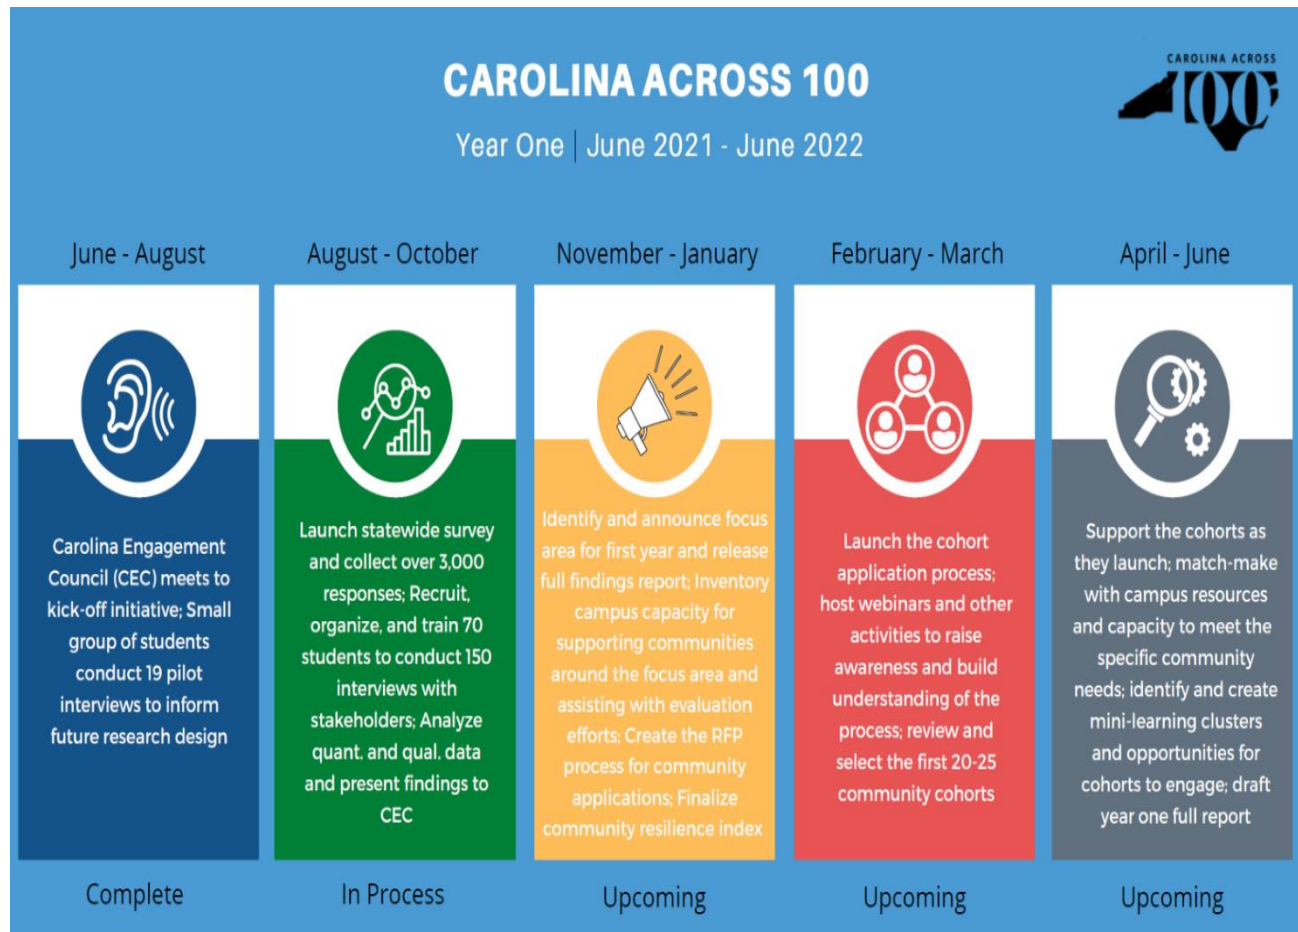 CAROLINA ACROSS 100
Year One | June 2021 - June 2022
CAROLINA ACROSS
100
June - August
Carolina Engagement
Council (CEC) meets to
kick-off initiative; Small
group of students
conduct 19 pilot
interviews to inform
future research design
Complete
August - October
Launch statewide survey
and collect over 3,000
responses; Recruit,
organize, and train 70
students to conduct 150
interviews with
stakeholders; Analyze
quant. and qual. data
and present findings to
CEC
In Process
November - January
Identify and announce focus
area for first year and release
full findings report; Inventory
campus capacity for
supporting communities
around the focus area and
assisting with evaluation
efforts; Create the RFP
process for community
applications; Finalize
community resilience index
Upcoming
February - March
Launch the cohort
application process;
host webinars and other
activities to raise
awareness and build
understanding of the
process; review and
select the first 20-25
community cohorts
Upcoming
April - June
Support the cohorts as
they launch; match-make
with campus resources
and capacity to meet the
specific community
needs; identify and create
mini-learning clusters
and opportunities for
cohorts to engage; draft
year one full report
Upcoming